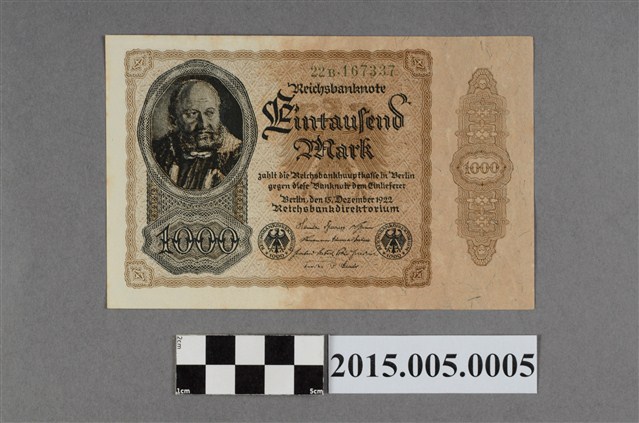 22B·167337
Reichsbanknote
Eintausend
Mark
zahlt die Reichsbankhauptkasse in Berlin
gegen diese Banknote dem Einlieferer
Berlin, den 15. Dezember 1922
Reichsbankdirektorium
1000
1000
2cm
1cm
5cm
2015.005.0005